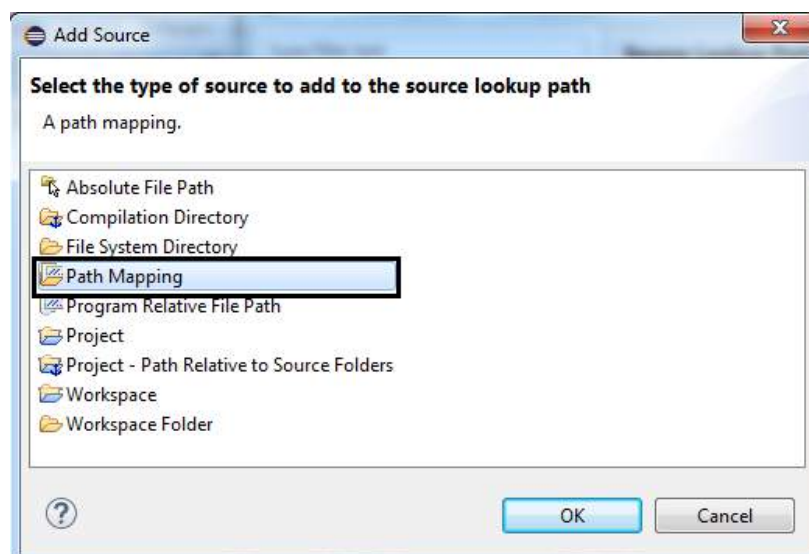 Add Source
Select the type of source to add to the source lookup path
A path mapping.
Absolute File Path
Compilation Directory
File System Directory
Path Mapping
Program Relative File Path
Project
Project - Path Relative to Source Folders
Workspace
Workspace Folder
?
OK Cancel